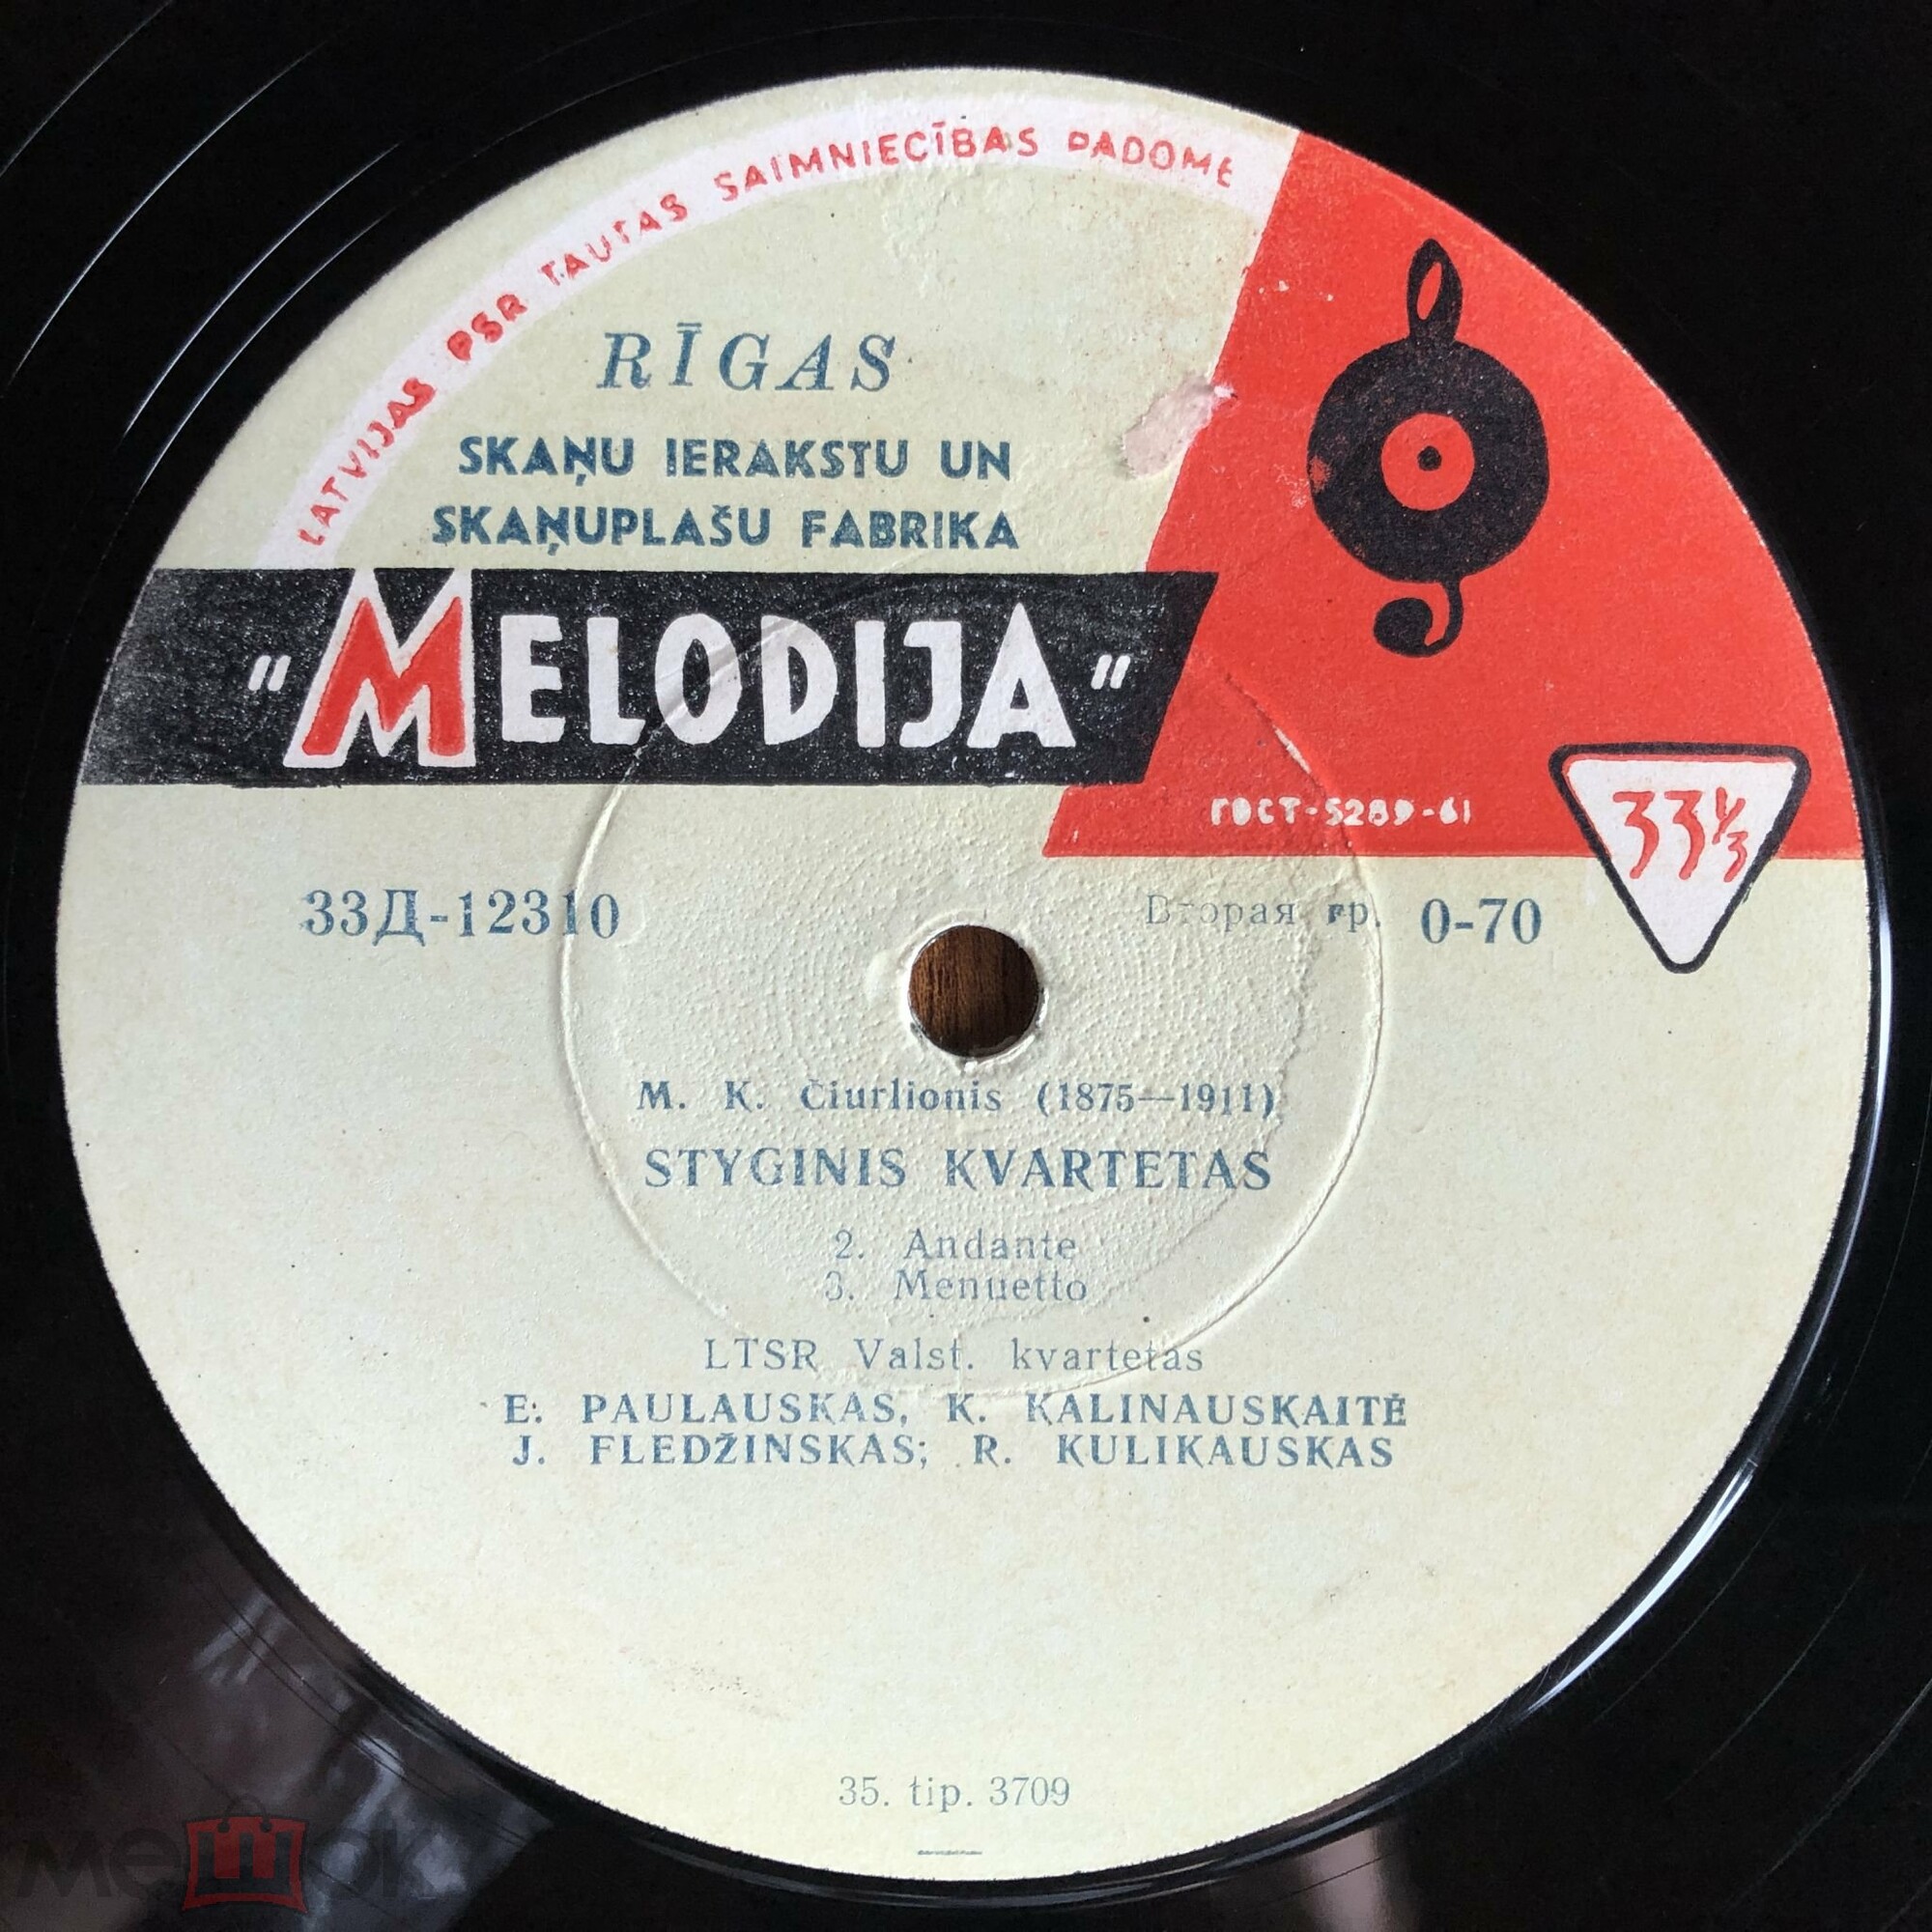 LATVIJAS PSR TAUTAS SAIMNIECĪBAS PADOME
RĪGAS
SKAŅU IERAKSTU UN
SKAŅUPLAŠU FABRIKA
"MELODIJA"
ГОСТ-5289-61
33⅓
33Д-12310
Вторая гр. 0-70
M. K. Čiurlionis (1875—1911)
STYGINIS KVARTETAS
2. Andante
3. Menuetto
LTSR Valst. kvartetas
E. PAULAUSKAS, K. KALINAUSKAITĖ
J. FLEDŽINSKAS; R. KULIKAUSKAS
35. tip. 3709
мешок